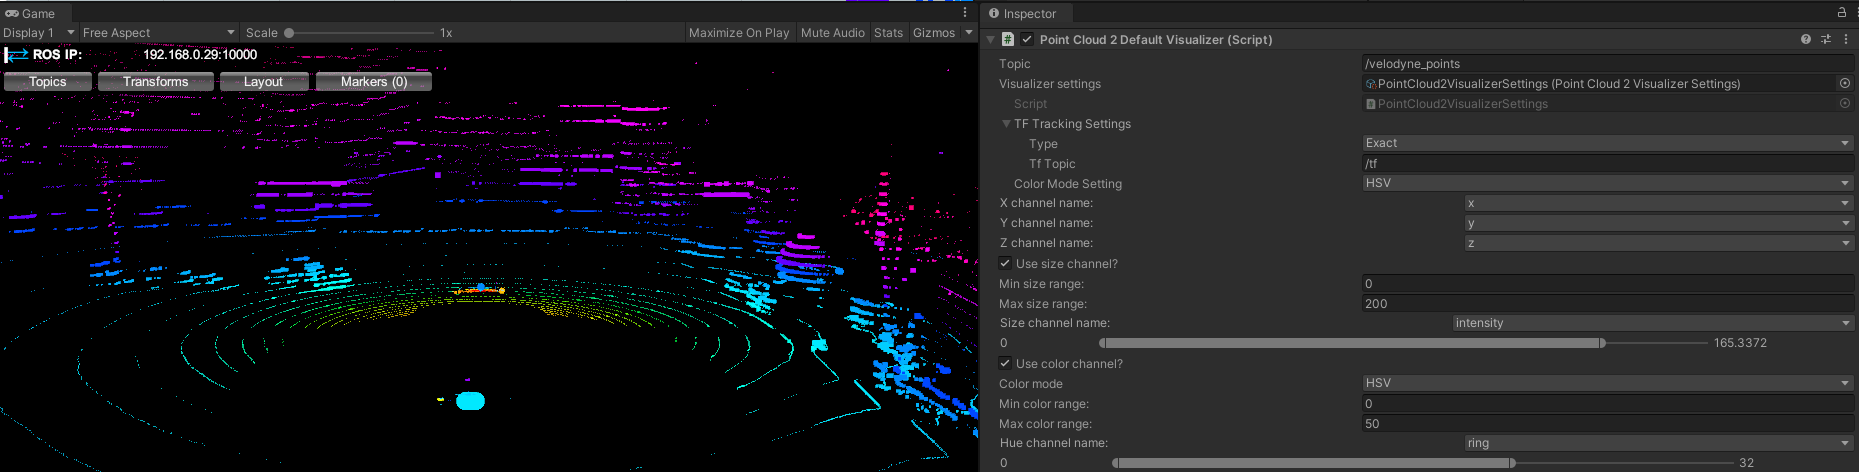 Game
Display 1 Free Aspect Scale 1x Maximize On Play Mute Audio Stats Gizmos
ROS IP: 192.168.0.29:10000
Topics Transforms Layout Markers (0)
Inspector
# Point Cloud 2 Default Visualizer (Script)
Topic /velodyne_points
Visualizer settings PointCloud2VisualizerSettings (Point Cloud 2 Visualizer Settings)
Script PointCloud2VisualizerSettings
TF Tracking Settings
Type Exact
Tf Topic /tf
Color Mode Setting HSV
X channel name: x
Y channel name: y
Z channel name: z
Use size channel?
Min size range: 0
Max size range: 200
Size channel name: intensity
0 165.3372
Use color channel?
Color mode HSV
Min color range: 0
Max color range: 50
Hue channel name: ring
0 32